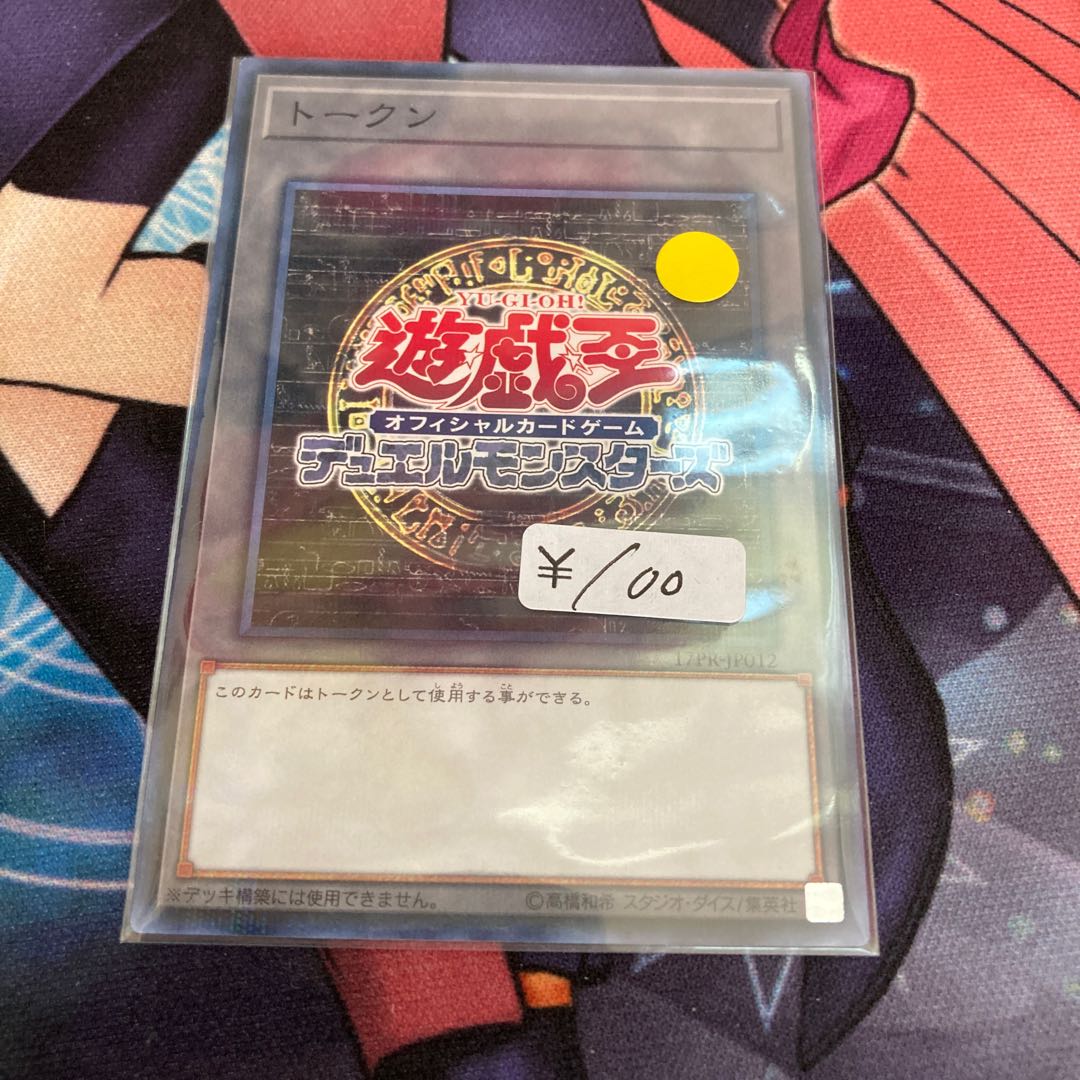 トークン
YU-GI-OH!
遊戯王
オフィシャルカードゲーム
デュエルモンスターズ
¥/00
17PR-JP012
このカードはトークンとして使用する事ができる。
※デッキ構築には使用できません。
©高橋和希 スタジオ・ダイス/集英社